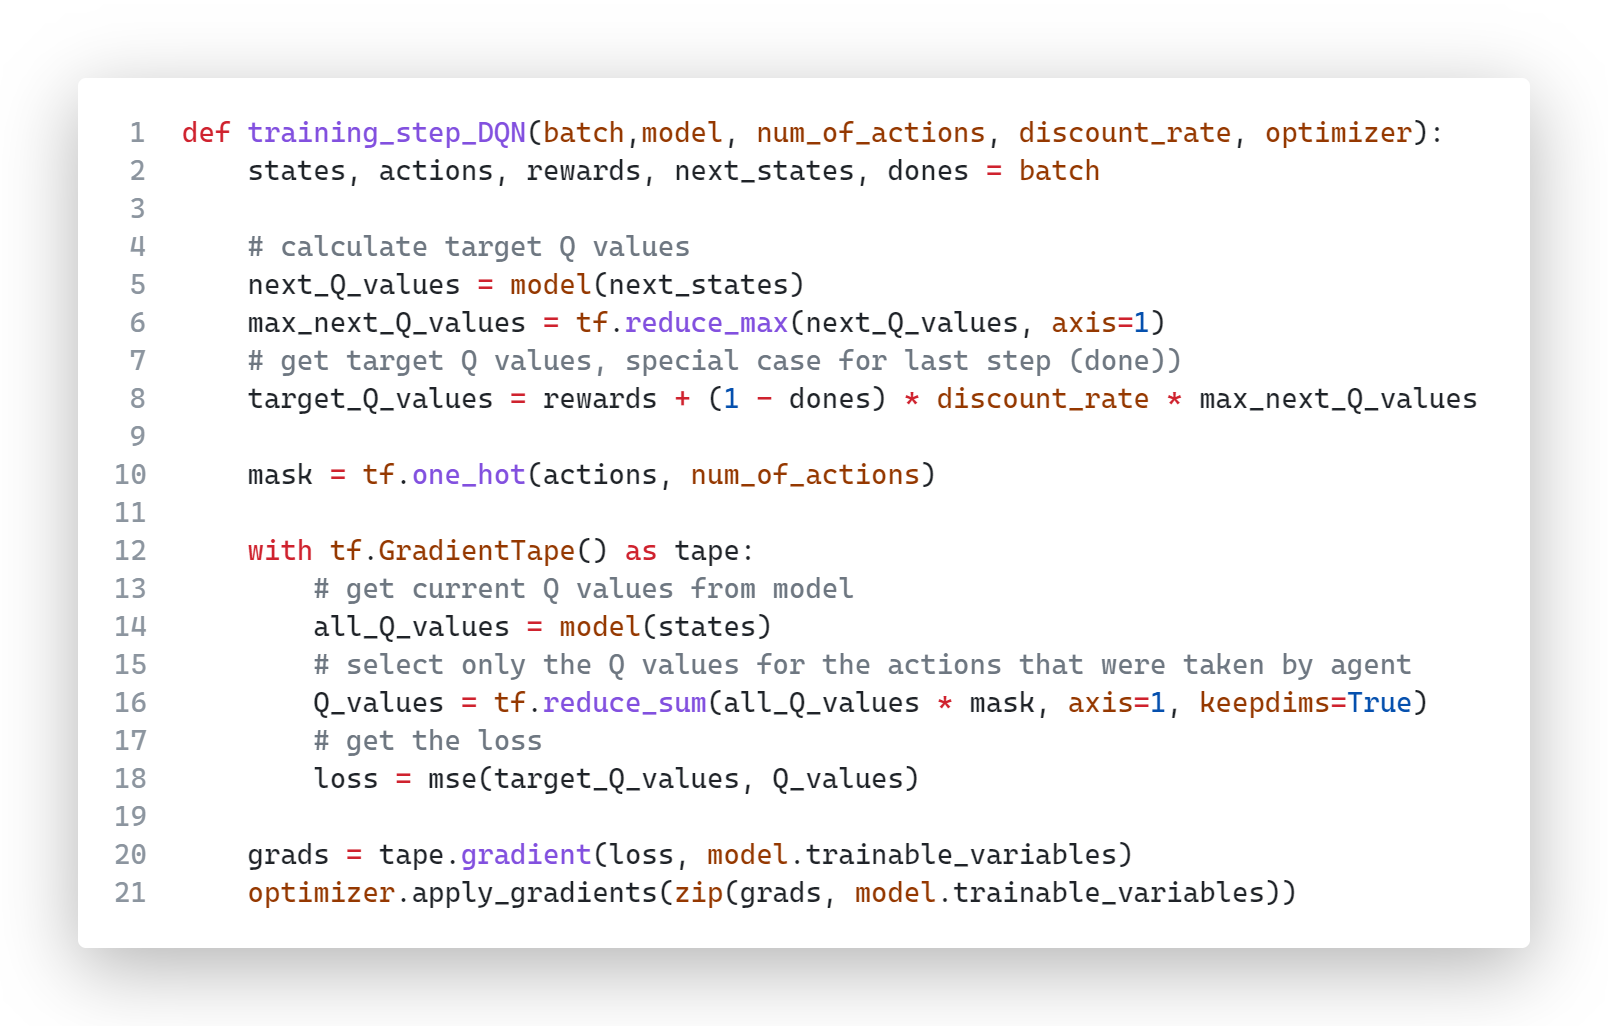 1 def training_step_DQN(batch,model, num_of_actions, discount_rate, optimizer):
2     states, actions, rewards, next_states, dones = batch
3
4     # calculate target Q values
5     next_Q_values = model(next_states)
6     max_next_Q_values = tf.reduce_max(next_Q_values, axis=1)
7     # get target Q values, special case for last step (done))
8     target_Q_values = rewards + (1 - dones) * discount_rate * max_next_Q_values
9
10     mask = tf.one_hot(actions, num_of_actions)
11
12     with tf.GradientTape() as tape:
13         # get current Q values from model
14         all_Q_values = model(states)
15         # select only the Q values for the actions that were taken by agent
16         Q_values = tf.reduce_sum(all_Q_values * mask, axis=1, keepdims=True)
17         # get the loss
18         loss = mse(target_Q_values, Q_values)
19
20     grads = tape.gradient(loss, model.trainable_variables)
21     optimizer.apply_gradients(zip(grads, model.trainable_variables))